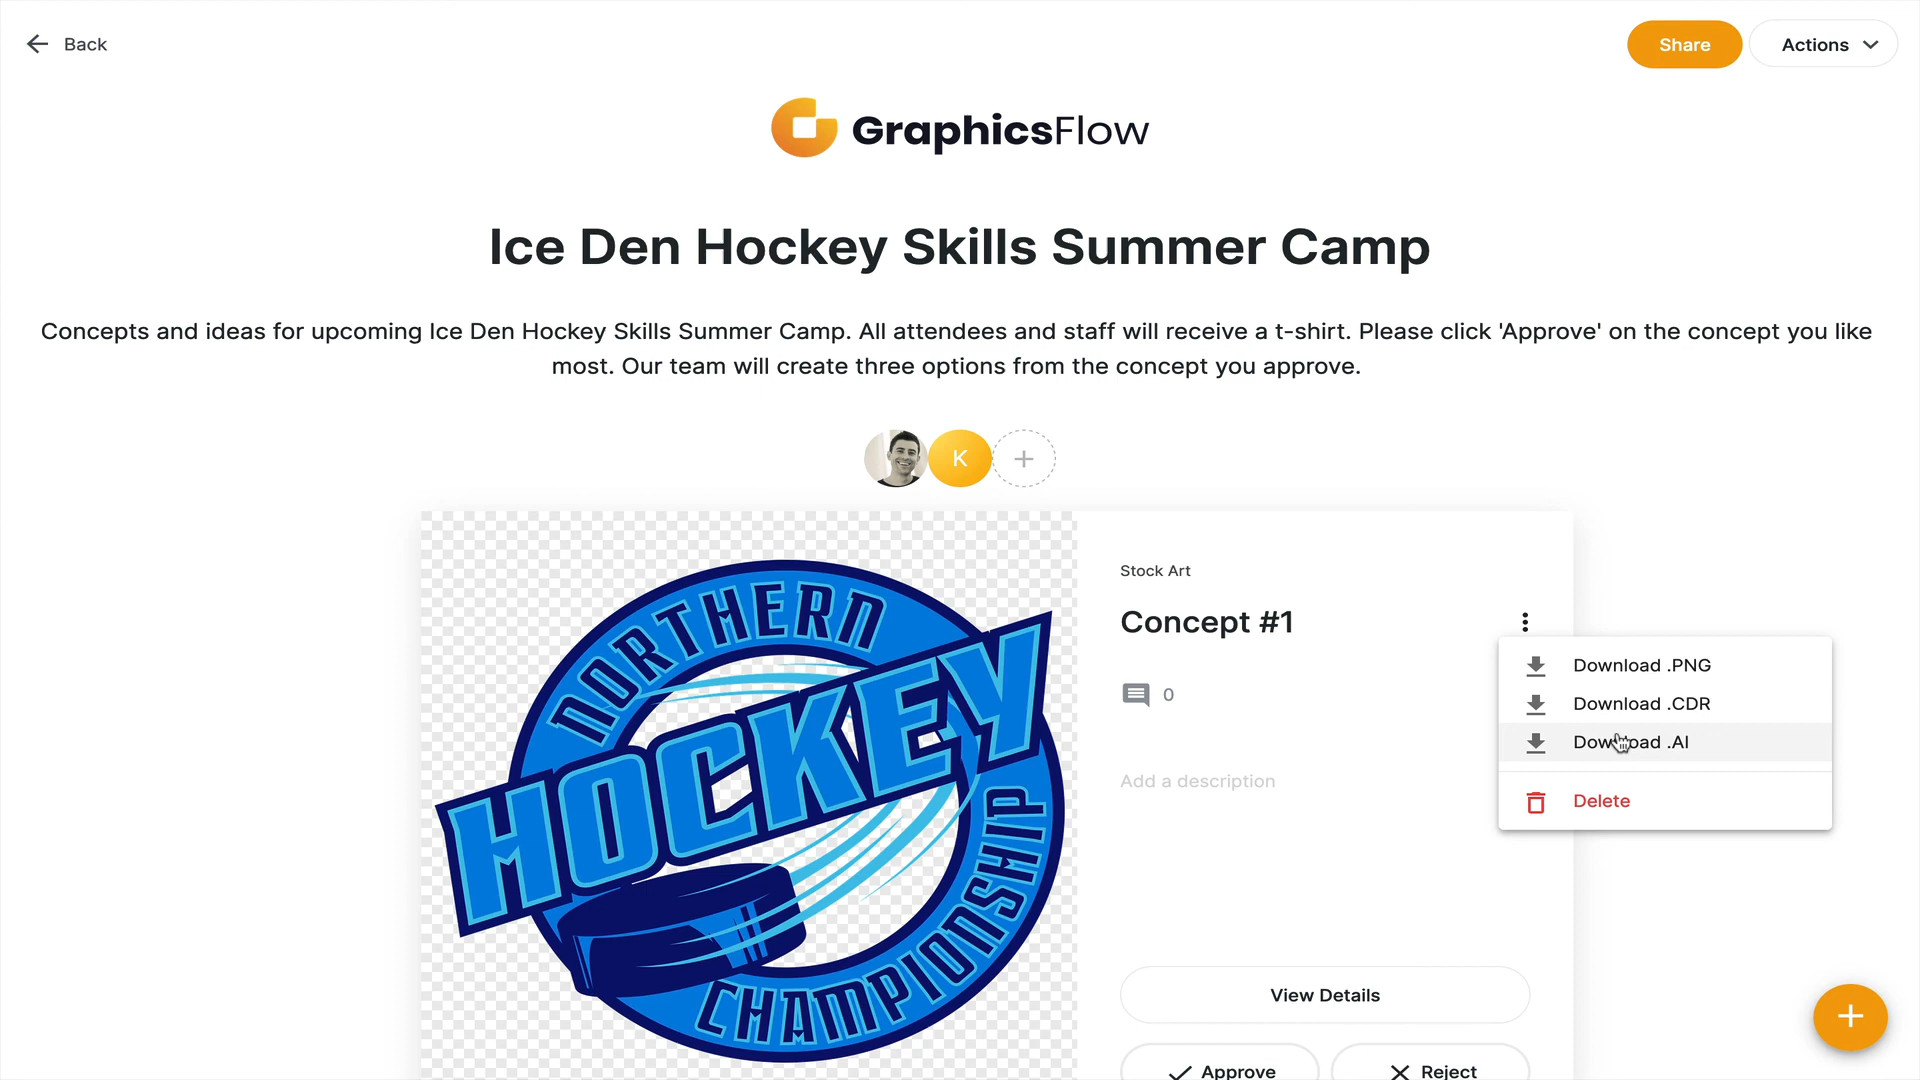 Back
Share
Actions
GraphicsFlow
Ice Den Hockey Skills Summer Camp
Concepts and ideas for upcoming Ice Den Hockey Skills Summer Camp. All attendees and staff will receive a t-shirt. Please click 'Approve' on the concept you like
most. Our team will create three options from the concept you approve.
K
NORTHERN
HOCKEY
CHAMPIONSHIP
Stock Art
Concept #1
0
Add a description
Download .PNG
Download .CDR
Download .AI
Delete
View Details
Approve
Reject